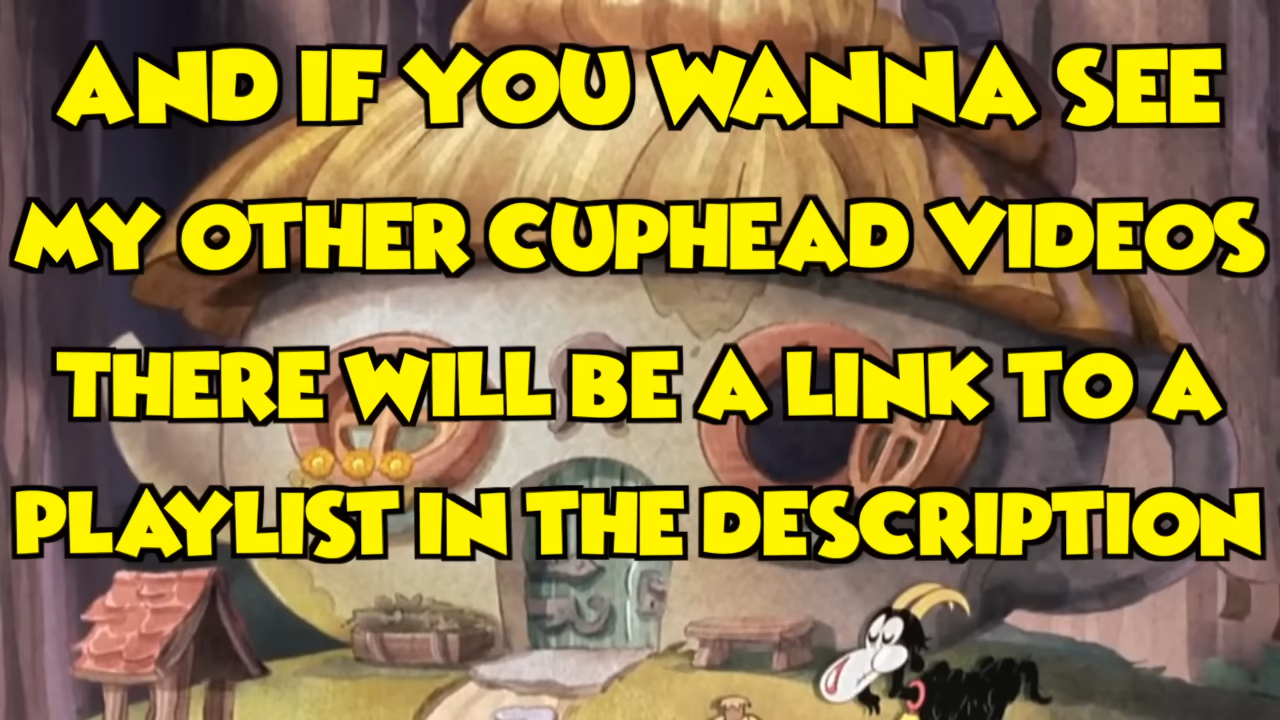 AND IF YOU WANNA SEE
MY OTHER CUPHEAD VIDEOS
THERE WILL BE A LINK TO A
PLAYLIST IN THE DESCRIPTION